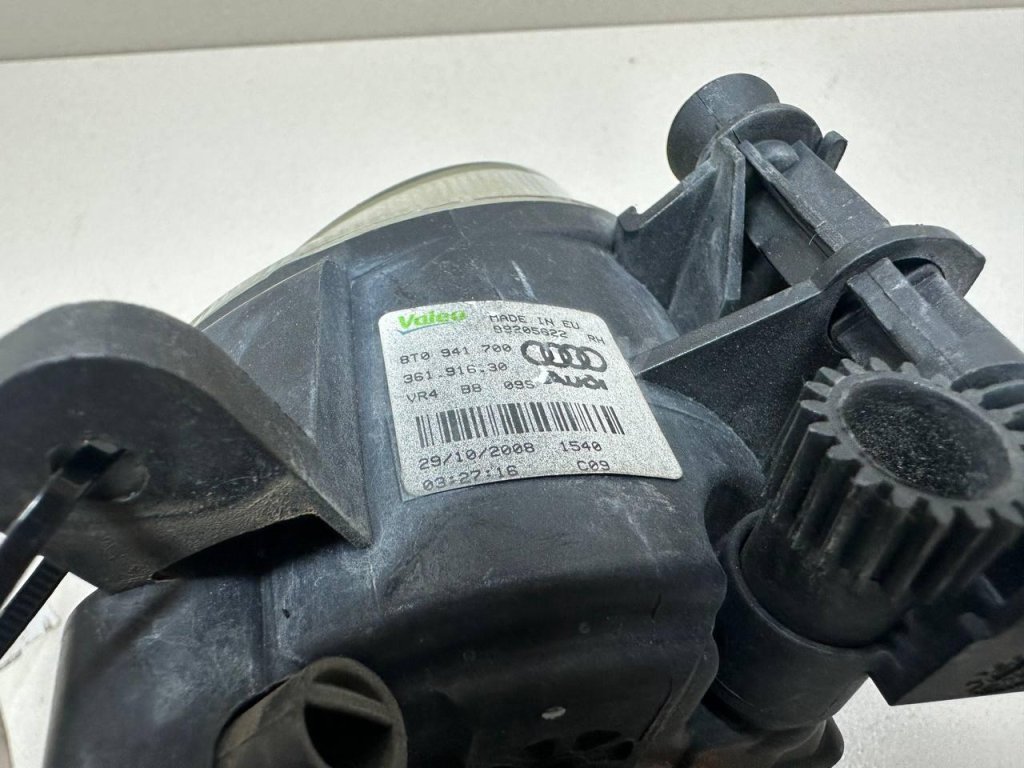 Valeo MADE IN EU RH
89205922
8T0 941 700
361.916.30 Audi
VR4 BB 095
29/10/2008 1540
03:27:16 C09